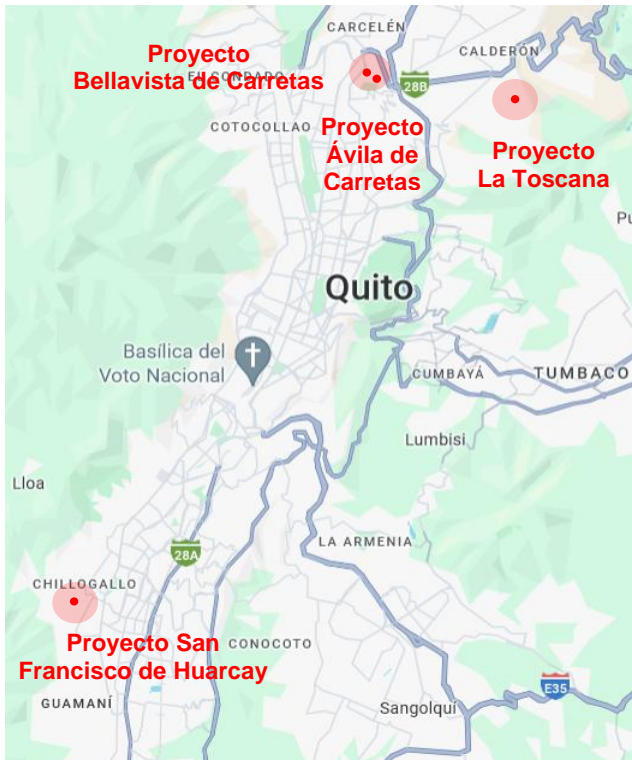 CARCELÉN
Proyecto
Bellavista de Carretas
CALDERÓN
28B
COTOCOLLAO
Proyecto
Ávila de
Carretas
Proyecto
La Toscana
Quito
Basílica del
Voto Nacional
CUMBAYÁ
TUMBACO
Lumbisi
Lloa
LA ARMENIA
28A
CHILLOGALLO
Proyecto San
Francisco de Huarcay
CONOCOTO
E35
GUAMANÍ
Sangolquí